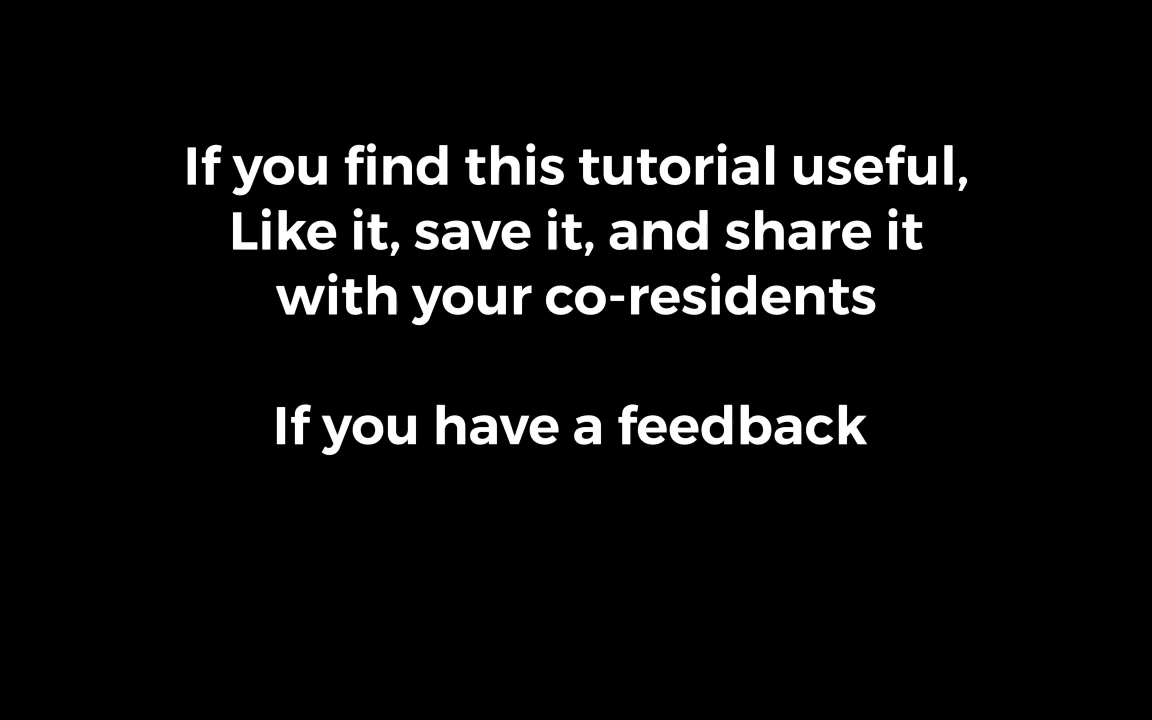 If you find this tutorial useful,
Like it, save it, and share it
with your co-residents
If you have a feedback